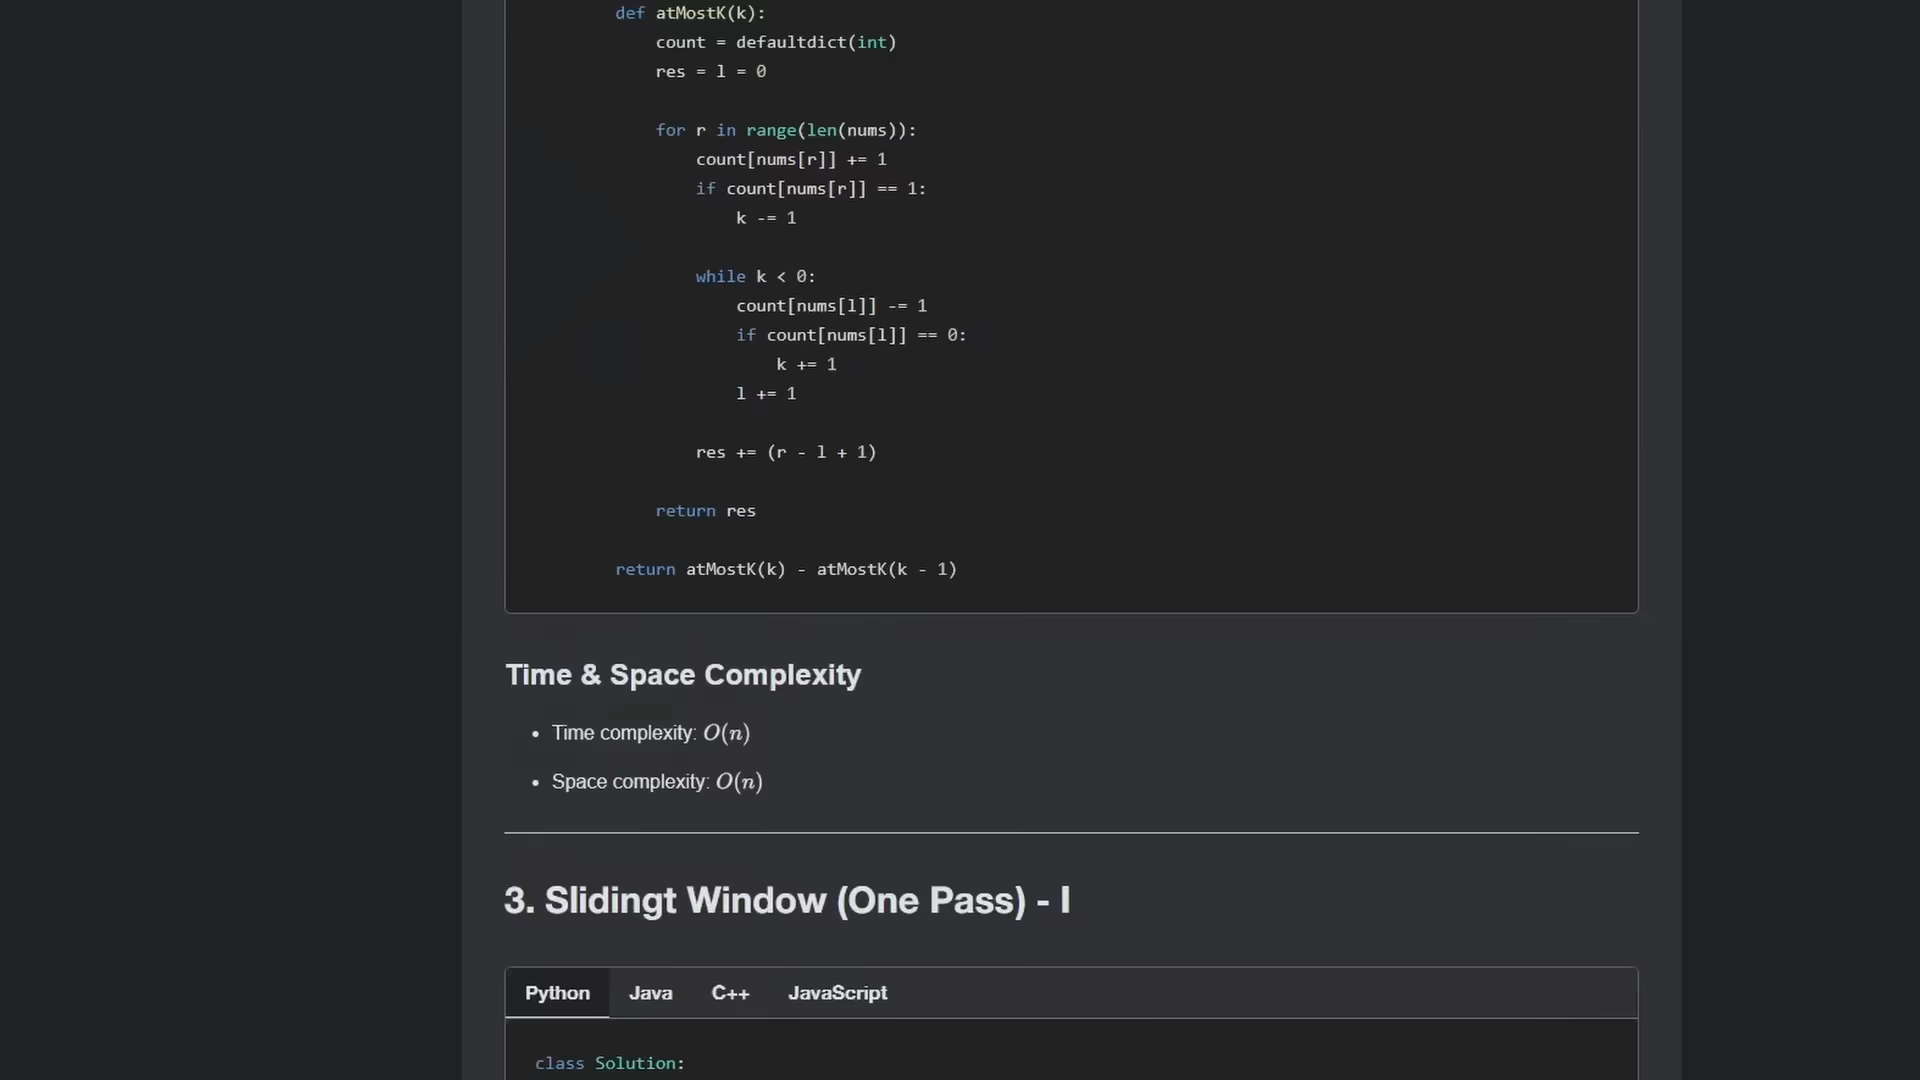 def atMostK(k):
count = defaultdict(int)
res = l = 0
for r in range(len(nums)):
count[nums[r]] += 1
if count[nums[r]] == 1:
k -= 1
while k < 0:
count[nums[l]] -= 1
if count[nums[l]] == 0:
k += 1
l += 1
res += (r - l + 1)
return res
return atMostK(k) - atMostK(k - 1)
Time & Space Complexity
• Time complexity: O(n)
• Space complexity: O(n)
3. Slidingt Window (One Pass) - I
Python Java C++ JavaScript
class Solution: